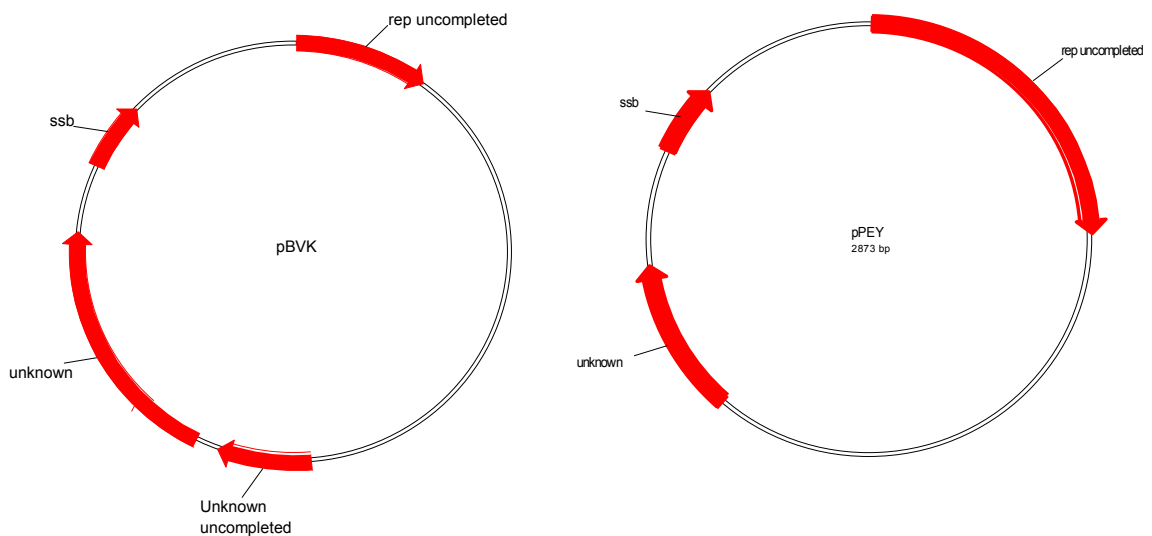 rep uncompleted
ssb
pBVK
unknown
Unknown
uncompleted
rep uncompleted
ssb
pPEY
2873 bp
unknown